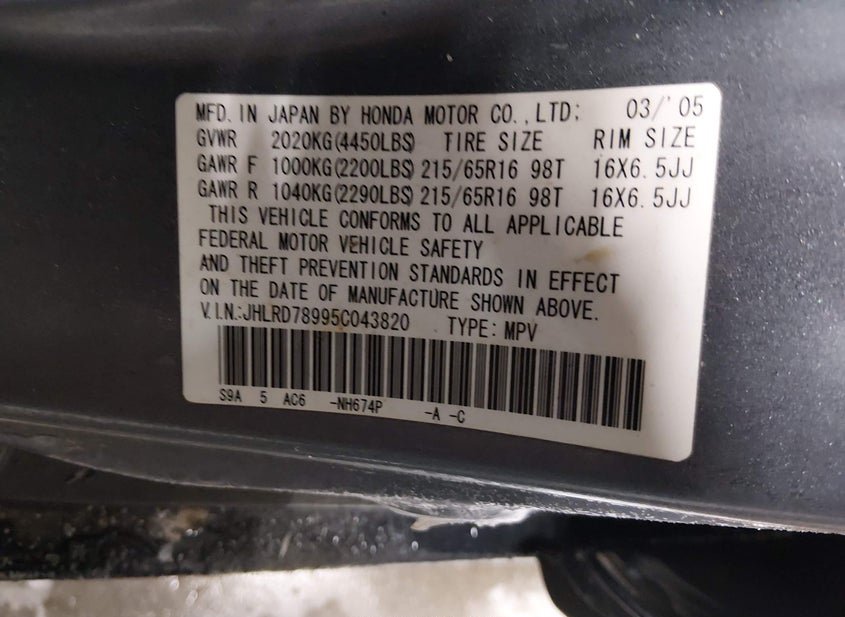 MFD. IN JAPAN BY HONDA MOTOR CO., LTD: 03/'05
GVWR 2020KG(4450LBS) TIRE SIZE RIM SIZE
GAWR F 1000KG(2200LBS) 215/65R16 98T 16X6.5JJ
GAWR R 1040KG(2290LBS) 215/65R16 98T 16X6.5JJ
THIS VEHICLE CONFORMS TO ALL APPLICABLE
FEDERAL MOTOR VEHICLE SAFETY
AND THEFT PREVENTION STANDARDS IN EFFECT
ON THE DATE OF MANUFACTURE SHOWN ABOVE.
V.I.N.:JHLRD78995C043820 TYPE: MPV
S9A 5 AC6 -NH674P -A -C